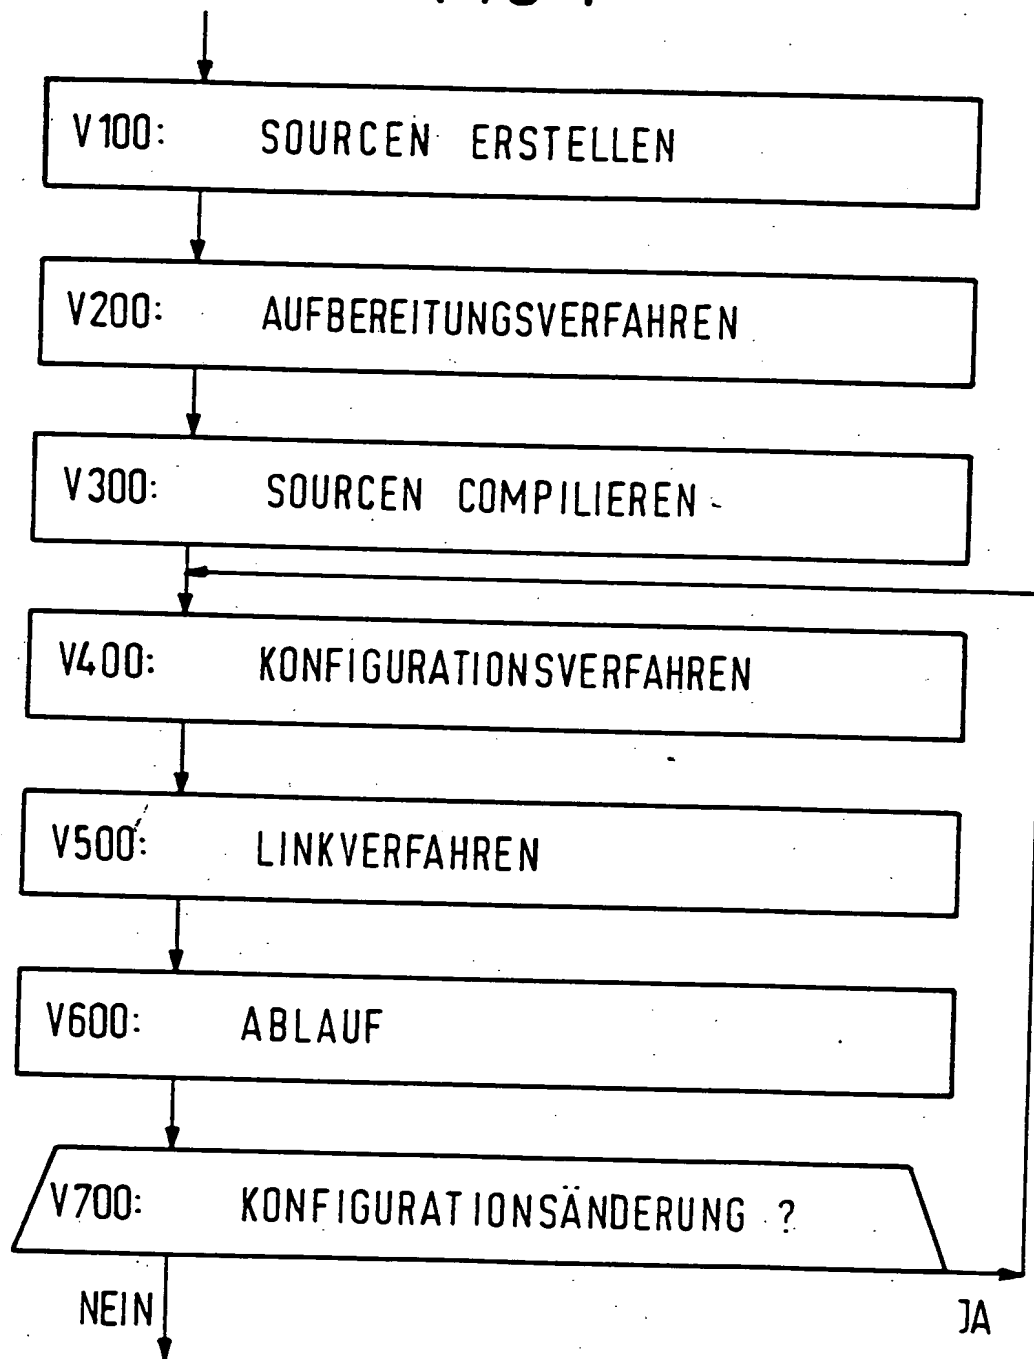 V100: SOURCEN ERSTELLEN
V200: AUFBEREITUNGSVERFAHREN
V300: SOURCEN COMPILIEREN
V400: KONFIGURATIONSVERFAHREN
V500: LINKVERFAHREN
V600: ABLAUF
V700: KONFIGURATIONSÄNDERUNG ?
NEIN
JA